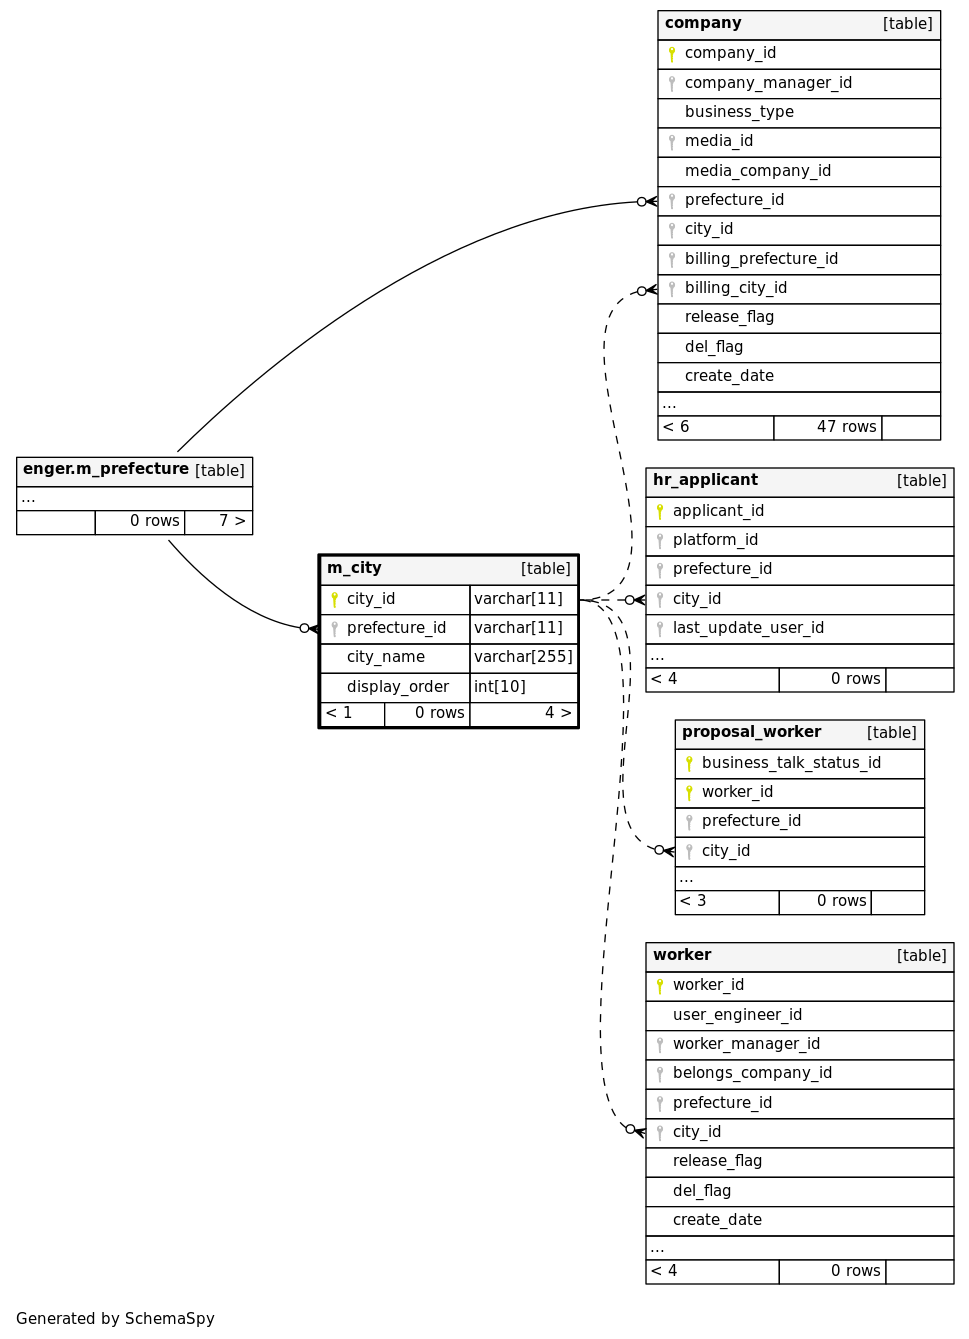 company [table]
company_id
company_manager_id
business_type
media_id
media_company_id
prefecture_id
city_id
billing_prefecture_id
billing_city_id
release_flag
del_flag
create_date
...
< 6 47 rows
enger.m_prefecture [table]
...
0 rows 7 >
m_city [table]
city_id varchar[11]
prefecture_id varchar[11]
city_name varchar[255]
display_order int[10]
< 1 0 rows 4 >
hr_applicant [table]
applicant_id
platform_id
prefecture_id
city_id
last_update_user_id
...
< 4 0 rows
proposal_worker [table]
business_talk_status_id
worker_id
prefecture_id
city_id
...
< 3 0 rows
worker [table]
worker_id
user_engineer_id
worker_manager_id
belongs_company_id
prefecture_id
city_id
release_flag
del_flag
create_date
...
< 4 0 rows
Generated by SchemaSpy